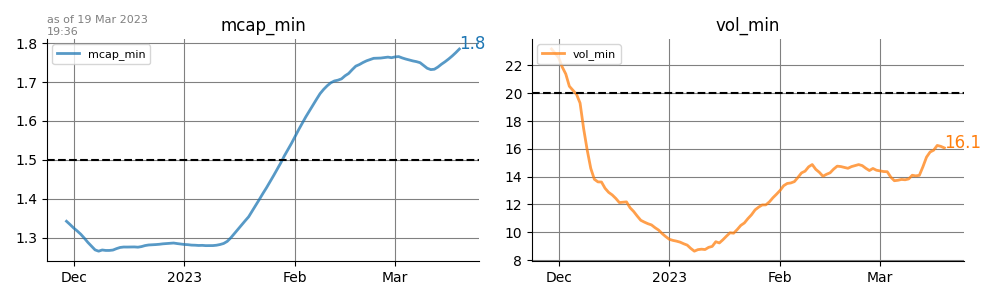 as of 19 Mar 2023
19:36
mcap_min
1.8
1.8
mcap_min
1.7
1.6
1.5
1.4
1.3
Dec
2023
Feb
Mar
vol_min
vol_min
22
20
18
16
16.1
14
12
10
8
Dec
2023
Feb
Mar